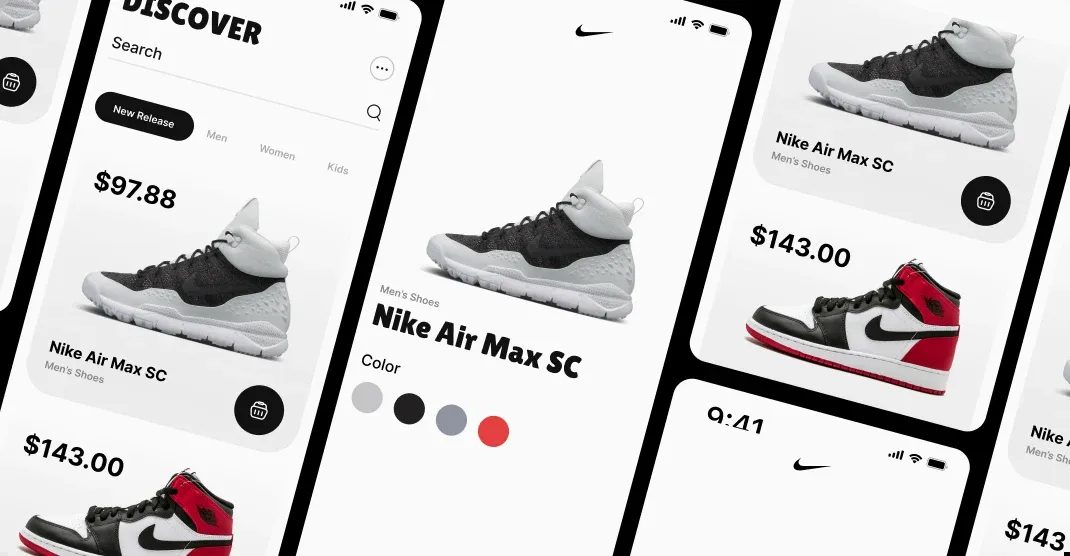 DISCOVER
Search
New Release
Men
Women
Kids
$97.88
Nike Air Max SC
Men's Shoes
$143.00
Men's Shoes
Nike Air Max SC
Color
Nike Air Max SC
Men's Shoes
$143.00
9:41
Nike
Men's Sho
$143